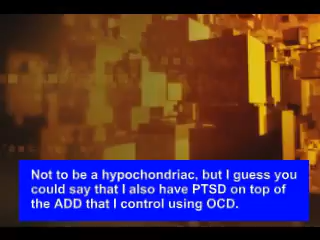 Not to be a hypochondriac, but I guess you
could say that I also have PTSD on top of
the ADD that I control using OCD.